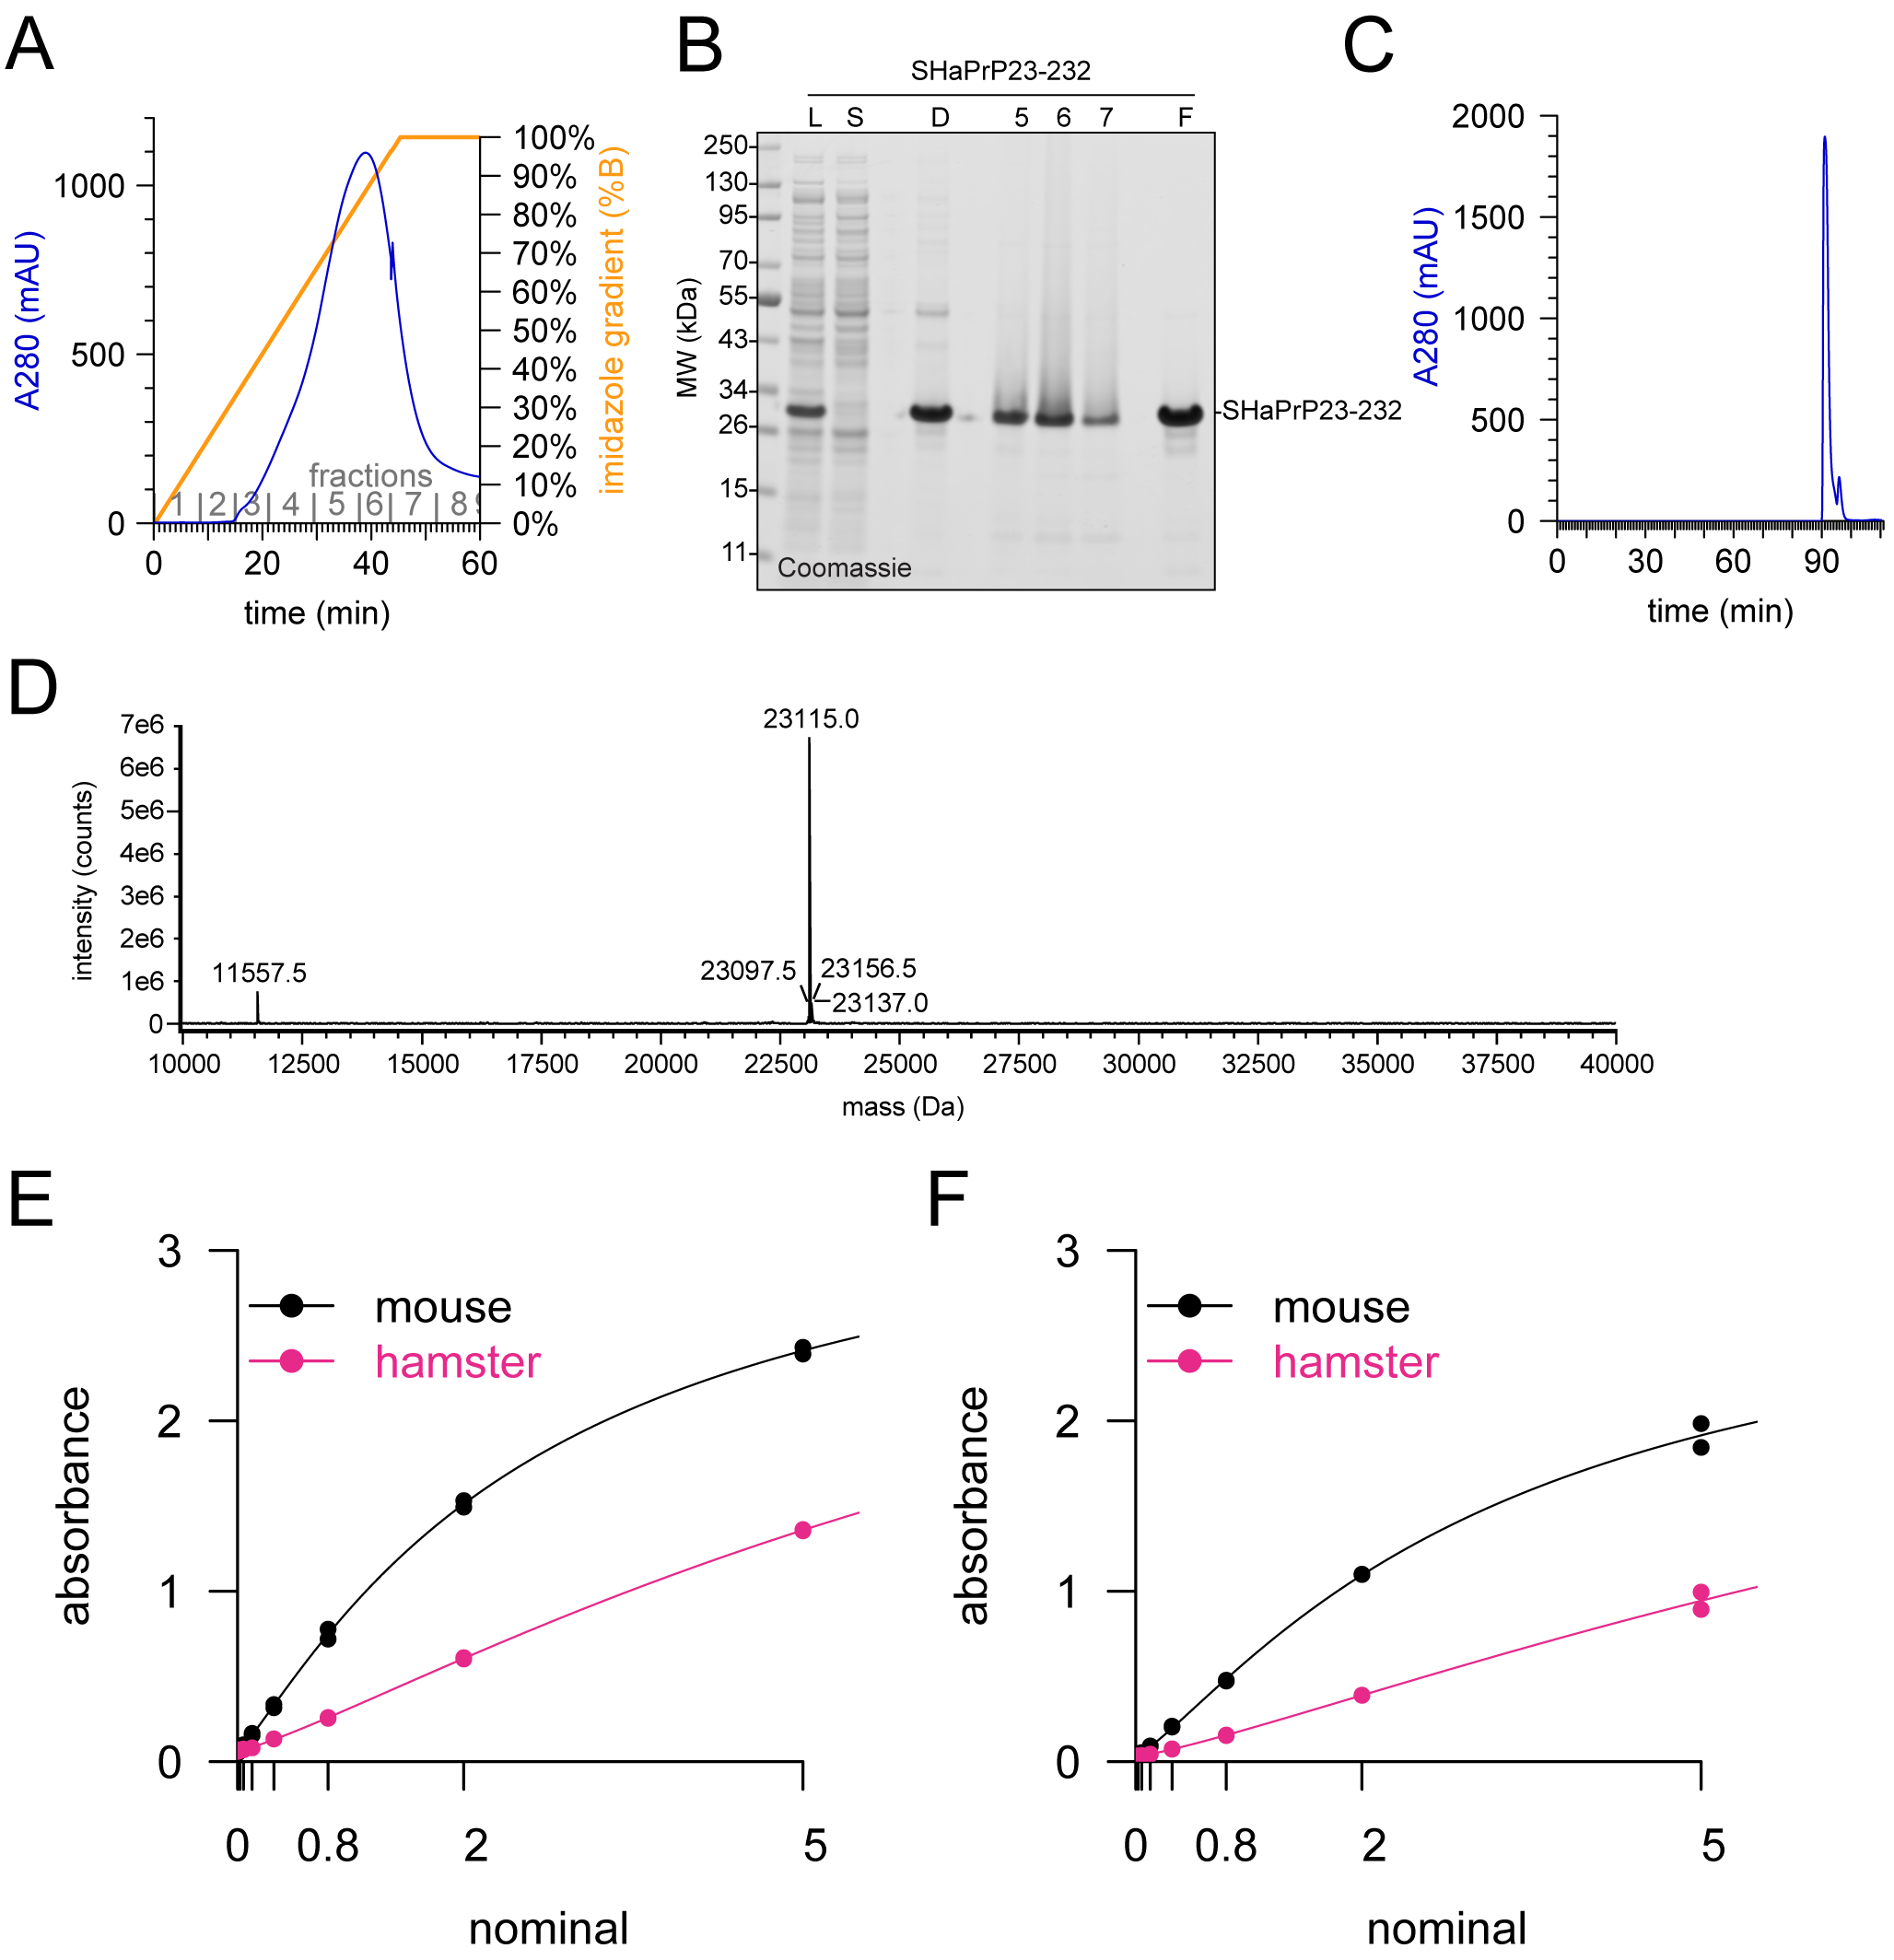 A
A280 (mAU)
1000
500
0
100%
90%
80%
70%
60%
50%
40%
30%
20%
10%
0%
imidazole gradient (%B)
fractions
1 2 3 4 5 6 7 8 9
0 20 40 60
time (min)
B
SHaPrP23-232
L S D 5 6 7 F
MW (kDa)
250
130
95
70
55
43
34
26
15
11
Coomassie
-SHaPrP23-232
C
A280 (mAU)
2000
1500
1000
500
0
0 30 60 90
time (min)
D
intensity (counts)
7e6
6e6
5e6
4e6
3e6
2e6
1e6
0
23115.0
11557.5
23097.5
23156.5
23137.0
10000 12500 15000 17500 20000 22500 25000 27500 30000 32500 35000 37500 40000
mass (Da)
E
absorbance
3
2
1
0
mouse
hamster
0 0.8 2 5
nominal
F
absorbance
3
2
1
0
mouse
hamster
0 0.8 2 5
nominal